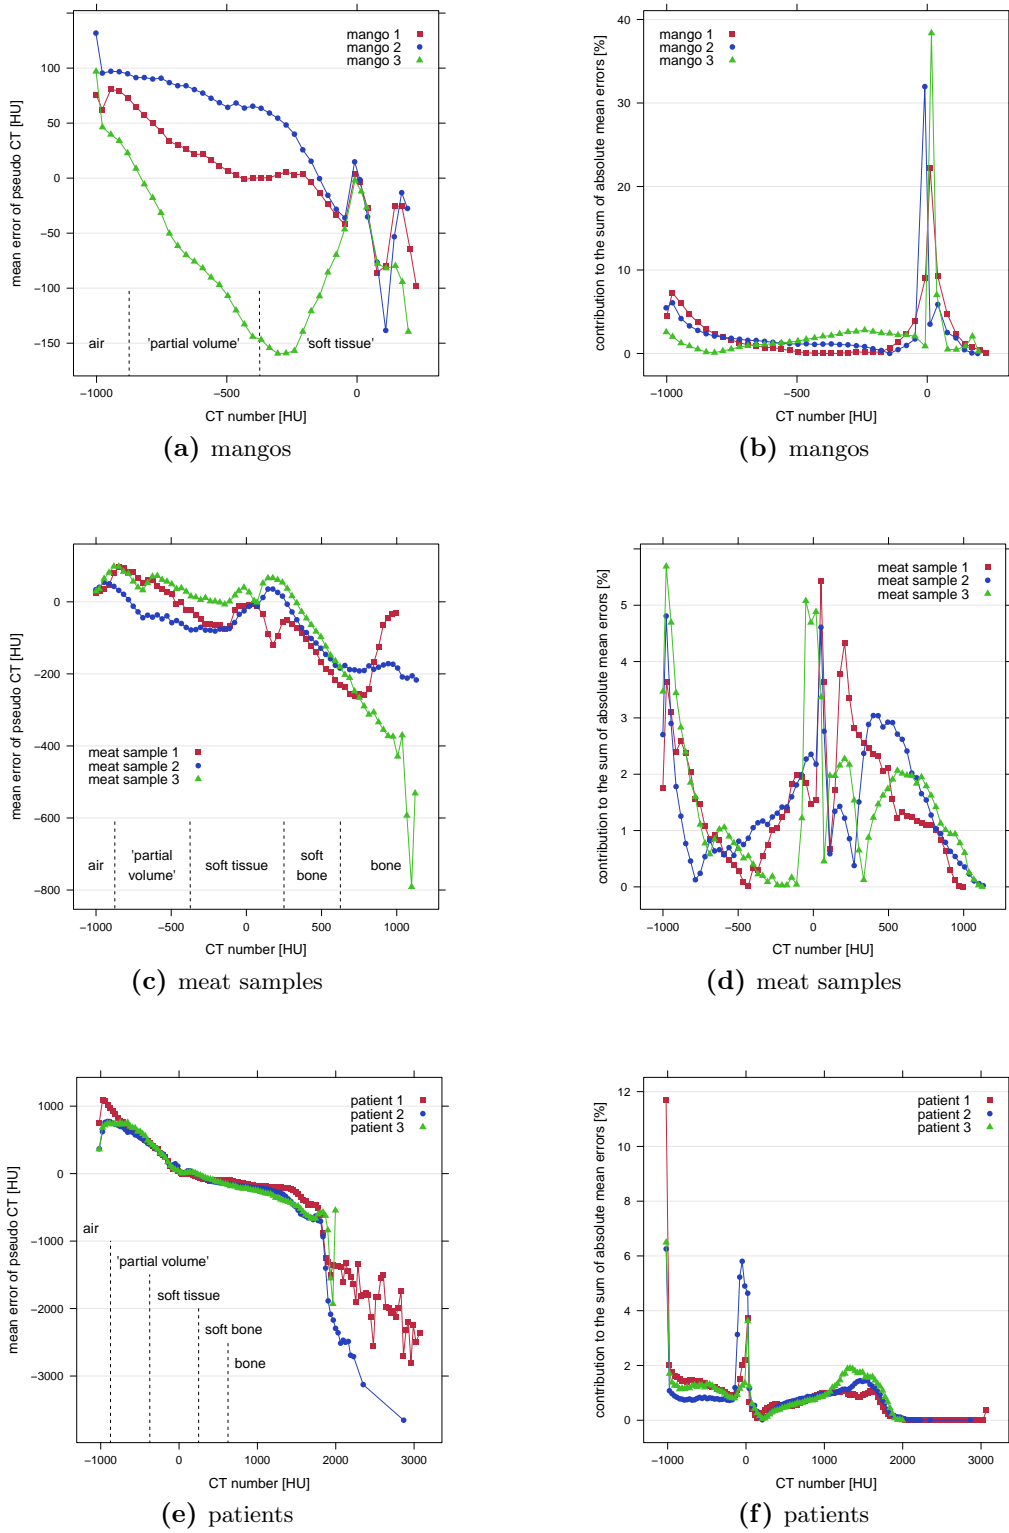 mean error of pseudo CT [HU]
100
50
0
−50
−100
−150
mango 1
mango 2
mango 3
air
'partial volume'
'soft tissue'
−1000
−500
0
CT number [HU]
(a) mangos
contribution to the sum of absolute mean errors [%]
40
30
20
10
0
mango 1
mango 2
mango 3
−1000
−500
0
CT number [HU]
(b) mangos
mean error of pseudo CT [HU]
0
−200
−400
−600
−800
meat sample 1
meat sample 2
meat sample 3
air
'partial
volume'
soft tissue
soft
bone
bone
−1000
−500
0
500
1000
CT number [HU]
(c) meat samples
contribution to the sum of absolute mean errors [%]
5
4
3
2
1
0
meat sample 1
meat sample 2
meat sample 3
−1000
−500
0
500
1000
CT number [HU]
(d) meat samples
mean error of pseudo CT [HU]
1000
0
−1000
−2000
−3000
patient 1
patient 2
patient 3
air
'partial volume'
soft tissue
soft bone
bone
−1000
0
1000
2000
3000
CT number [HU]
(e) patients
contribution to the sum of absolute mean errors [%]
12
10
8
6
4
2
0
patient 1
patient 2
patient 3
−1000
0
1000
2000
3000
CT number [HU]
(f) patients